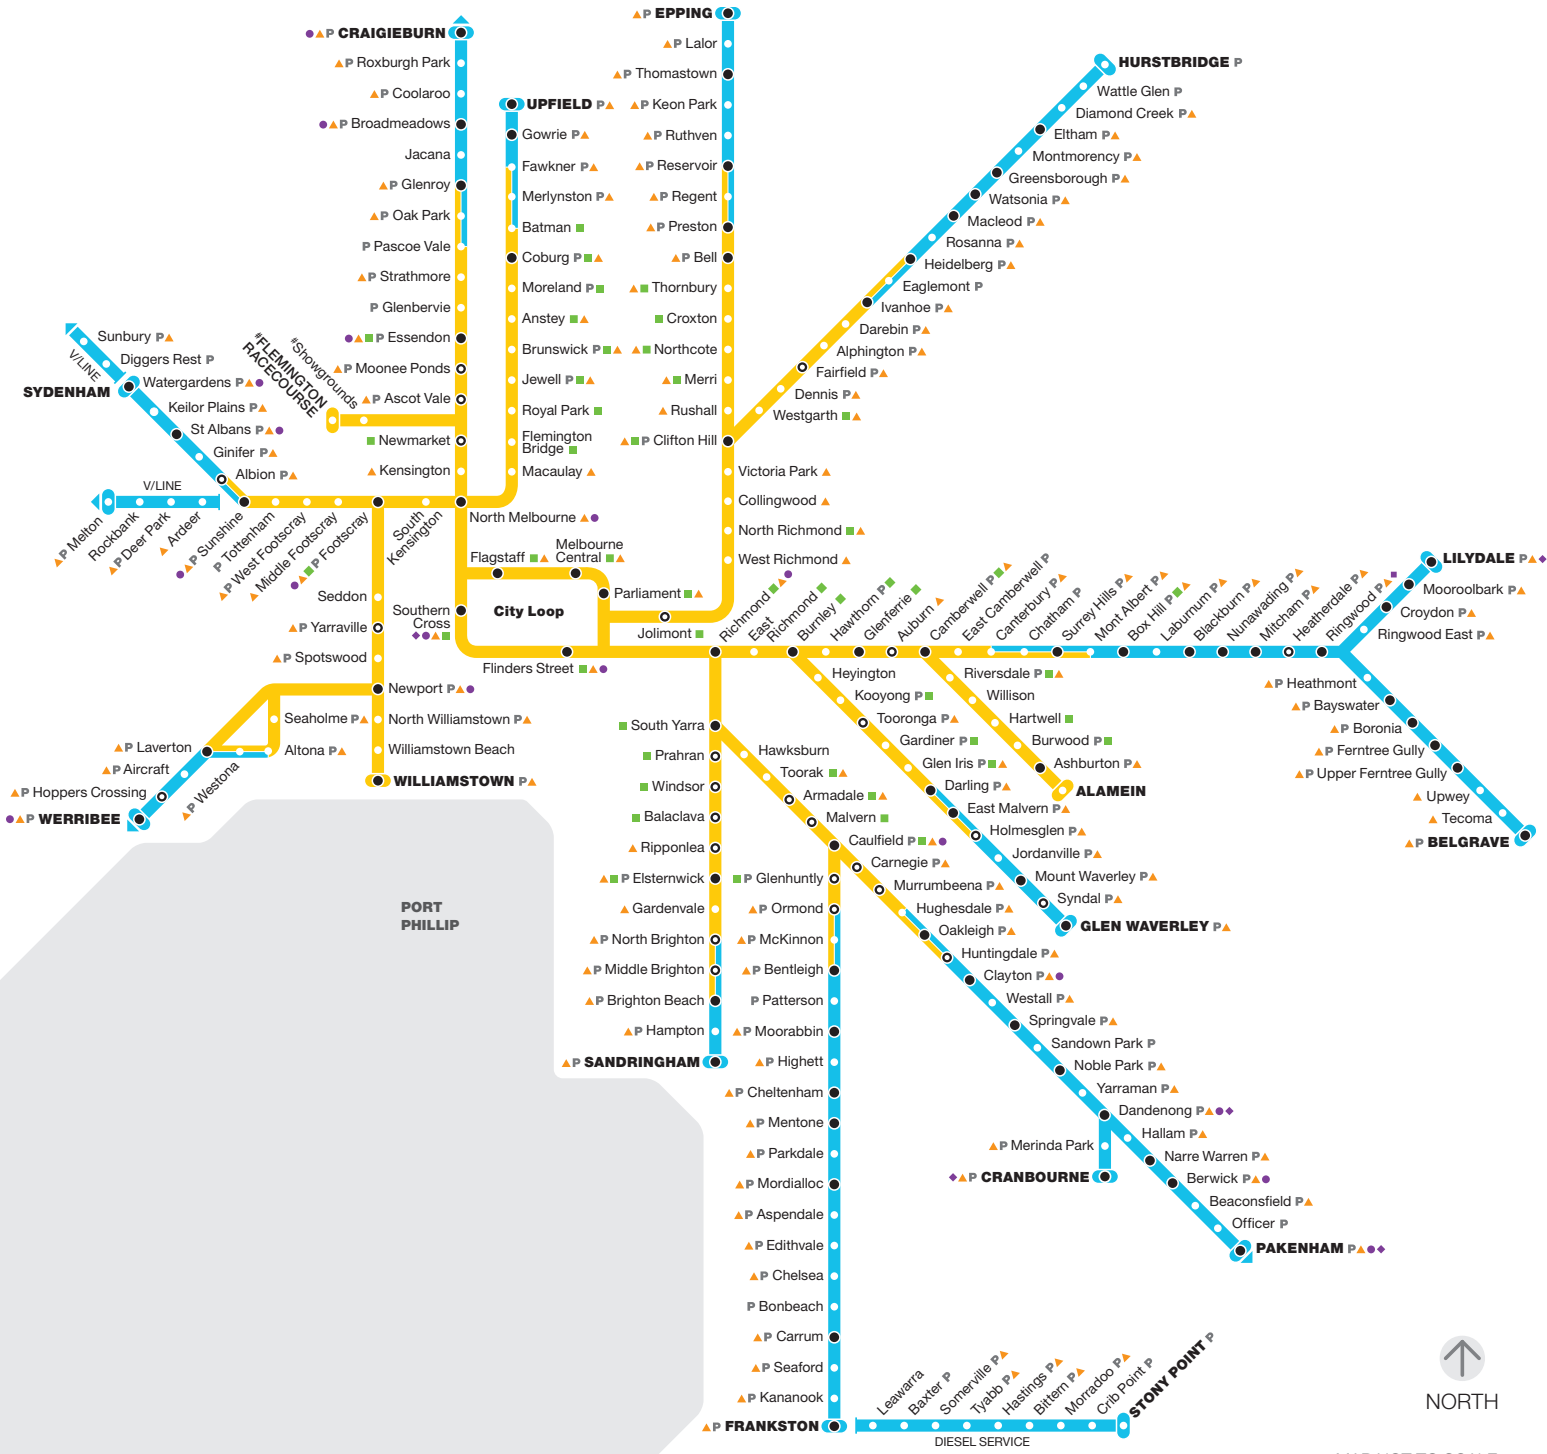 CRAIGIEBURN P
Roxburgh Park P
Coolaroo P
Broadmeadows P
Jacana
Glenroy P
Oak Park P
Pascoe Vale P
Strathmore P
Glenbervie P
Essendon P
Moonee Ponds P
Ascot Vale P
Newmarket
Kensington
#FLEMINGTON
RACECOURSE
#Showgrounds
UPFIELD P
Gowrie P
Fawkner P
Merlynston P
Batman
Coburg P
Moreland P
Anstey
Brunswick P
Jewell P
Royal Park
Flemington
Bridge
Macaulay
P EPPING
P Lalor
P Thomastown
P Keon Park
P Ruthven
P Reservoir
P Regent
P Preston
P Bell
Thornbury
Croxton
Northcote
Merri
Rushall
P Clifton Hill
Victoria Park
Collingwood
North Richmond
West Richmond
HURSTBRIDGE P
Wattle Glen P
Diamond Creek P
Eltham P
Montmorency P
Greensborough P
Watsonia P
Macleod P
Rosanna P
Heidelberg P
Eaglemont P
Ivanhoe P
Darebin P
Alphington P
Fairfield P
Dennis P
Westgarth
Sunbury P
V/LINE
Diggers Rest P
SYDENHAM
Watergardens P
Keilor Plains P
St Albans P
Ginifer P
Albion P
V/LINE
P Melton
Rockbank
P Deer Park
Ardeer
P Sunshine
P Tottenham
P West Footscray
Middle Footscray
P Footscray
South
Kensington
North Melbourne
Flagstaff
Melbourne
Central
Parliament
Southern
Cross
City Loop
Jolimont
Flinders Street
Seddon
P Yarraville
P Spotswood
Newport P
North Williamstown P
Williamstown Beach
WILLIAMSTOWN P
Seaholme P
Altona P
P Westona
P Laverton
P Aircraft
P Hoppers Crossing
P WERRIBEE
PORT
PHILLIP
Richmond
East
Richmond
Burnley
Hawthorn P
Glenferrie
Auburn
Camberwell P
East Camberwell P
Canterbury P
Chatham P
Surrey Hills P
Mont Albert P
Box Hill P
Laburnum P
Blackburn P
Nunawading P
Mitcham P
Heatherdale P
Ringwood P
LILYDALE P
Mooroolbark P
Croydon P
Ringwood East P
P Heathmont
P Bayswater
P Boronia
P Ferntree Gully
P Upper Ferntree Gully
Upwey
Tecoma
P BELGRAVE
Riversdale P
Willison
Hartwell
Burwood P
Ashburton P
ALAMEIN
Heyington
Kooyong P
Tooronga P
Gardiner P
Glen Iris P
Darling P
East Malvern P
Holmesglen P
Jordanville P
Mount Waverley P
Syndal P
GLEN WAVERLEY P
South Yarra
Prahran
Windsor
Balaclava
Ripponlea
P Elsternwick
Gardenvale
P North Brighton
P Middle Brighton
P Brighton Beach
P Hampton
P SANDRINGHAM
Hawksburn
Toorak
Armadale
Malvern
Caulfield P
Carnegie P
Murrumbeena P
Hughesdale P
Oakleigh P
Huntingdale P
Clayton P
Westall P
Springvale P
Sandown Park P
Noble Park P
Yarraman P
Dandenong P
Hallam P
Narre Warren P
Berwick P
Beaconsfield P
Officer P
PAKENHAM P
P Merinda Park
P CRANBOURNE
P Glenhuntly
P Ormond
P McKinnon
P Bentleigh
P Patterson
P Moorabbin
P Highett
P Cheltenham
P Mentone
P Parkdale
P Mordialloc
P Aspendale
P Edithvale
P Chelsea
P Bonbeach
P Carrum
P Seaford
P Kananook
P FRANKSTON
Leawarra
Baxter P
Somerville P
Tyabb P
Hastings P
Bittern P
Morradoo P
Crib Point P
STONY POINT P
DIESEL SERVICE
NORTH